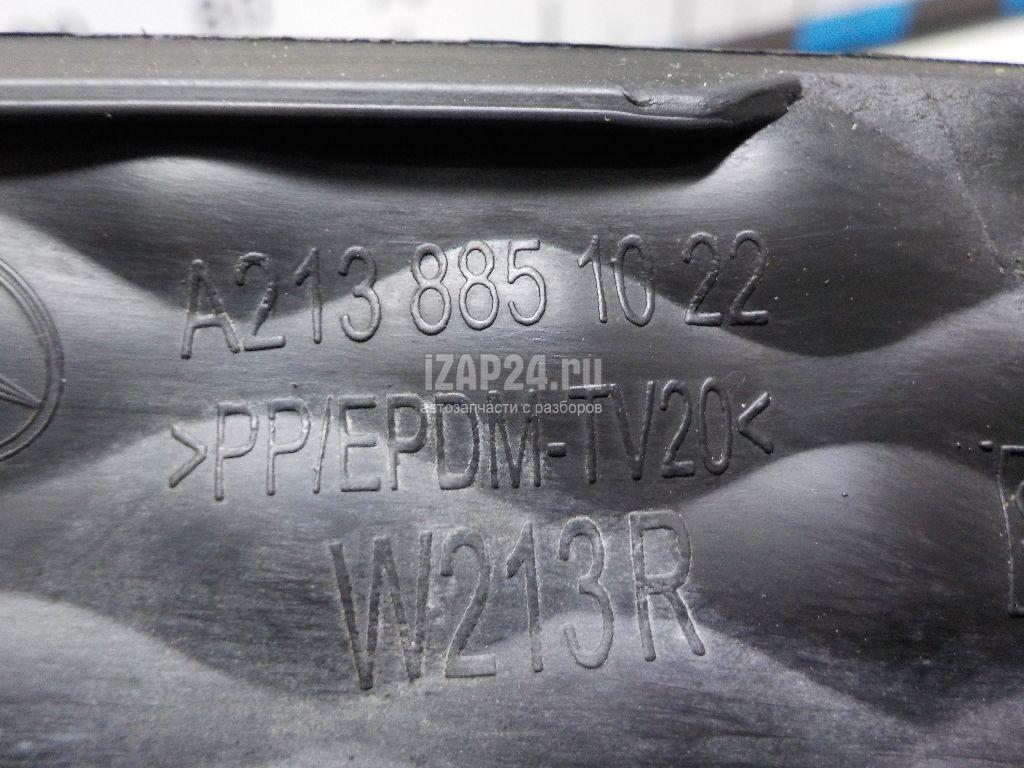 A213 885 10 22
iZAP24.ru
автозапчасти с разборов
>PP/EPDM-TV20<
W213R